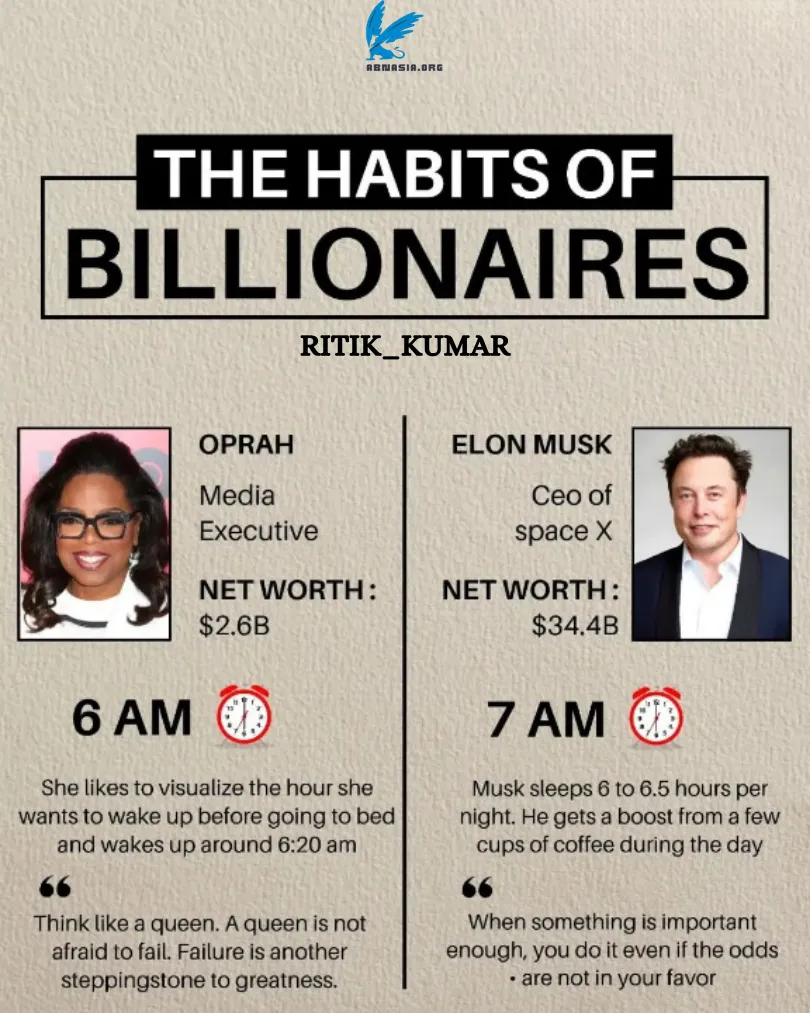 ABNASIA.ORG
THE HABITS OF
BILLIONAIRES
RITIK_KUMAR
OPRAH
Media
Executive
NET WORTH :
$2.6B
6 AM
She likes to visualize the hour she
wants to wake up before going to bed
and wakes up around 6:20 am
“
Think like a queen. A queen is not
afraid to fail. Failure is another
steppingstone to greatness.
ELON MUSK
Ceo of
space X
NET WORTH :
$34.4B
7 AM
Musk sleeps 6 to 6.5 hours per
night. He gets a boost from a few
cups of coffee during the day
“
When something is important
enough, you do it even if the odds
• are not in your favor